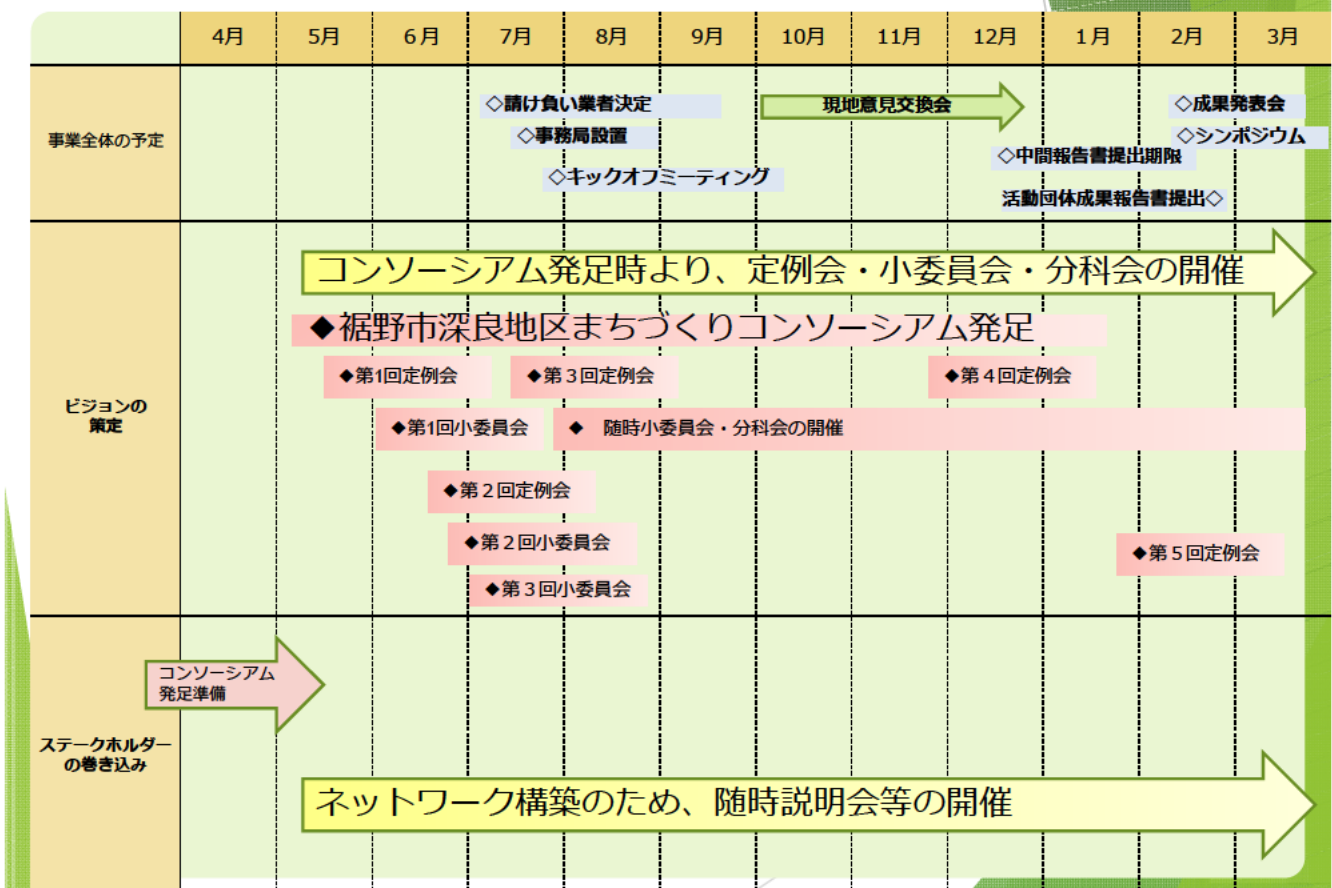 4月 5月 6月 7月 8月 9月 10月 11月 12月 1月 2月 3月
事業全体の予定
◇請け負い業者決定
現地意見交換会
◇成果発表会
◇事務局設置
◇シンポジウム
◇中間報告書提出期限
◇キックオフミーティング
活動団体成果報告書提出◇
ビジョンの
策定
コンソーシアム発足時より、定例会・小委員会・分科会の開催
◆裾野市深良地区まちづくりコンソーシアム発足
◆第1回定例会
◆第3回定例会
◆第4回定例会
◆第1回小委員会
◆ 随時小委員会・分科会の開催
◆第2回定例会
◆第2回小委員会
◆第5回定例会
◆第3回小委員会
ステークホルダー
の巻き込み
コンソーシアム
発足準備
ネットワーク構築のため、随時説明会等の開催